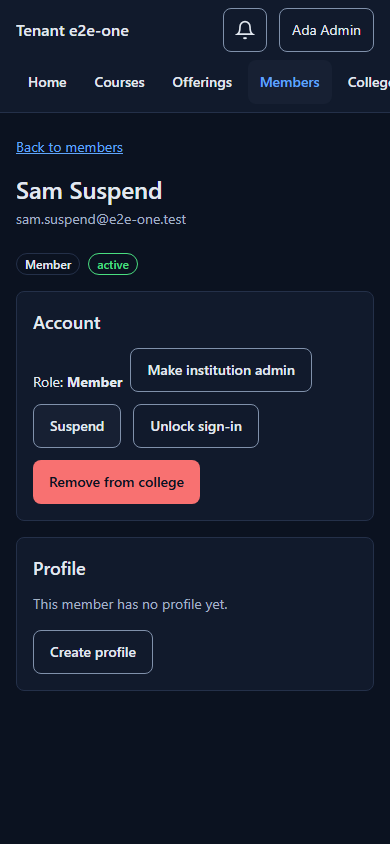 Tenant e2e-one
Ada Admin
Home Courses Offerings Members College
Back to members
Sam Suspend
sam.suspend@e2e-one.test
Member active
Account
Role: Member Make institution admin
Suspend Unlock sign-in
Remove from college
Profile
This member has no profile yet.
Create profile